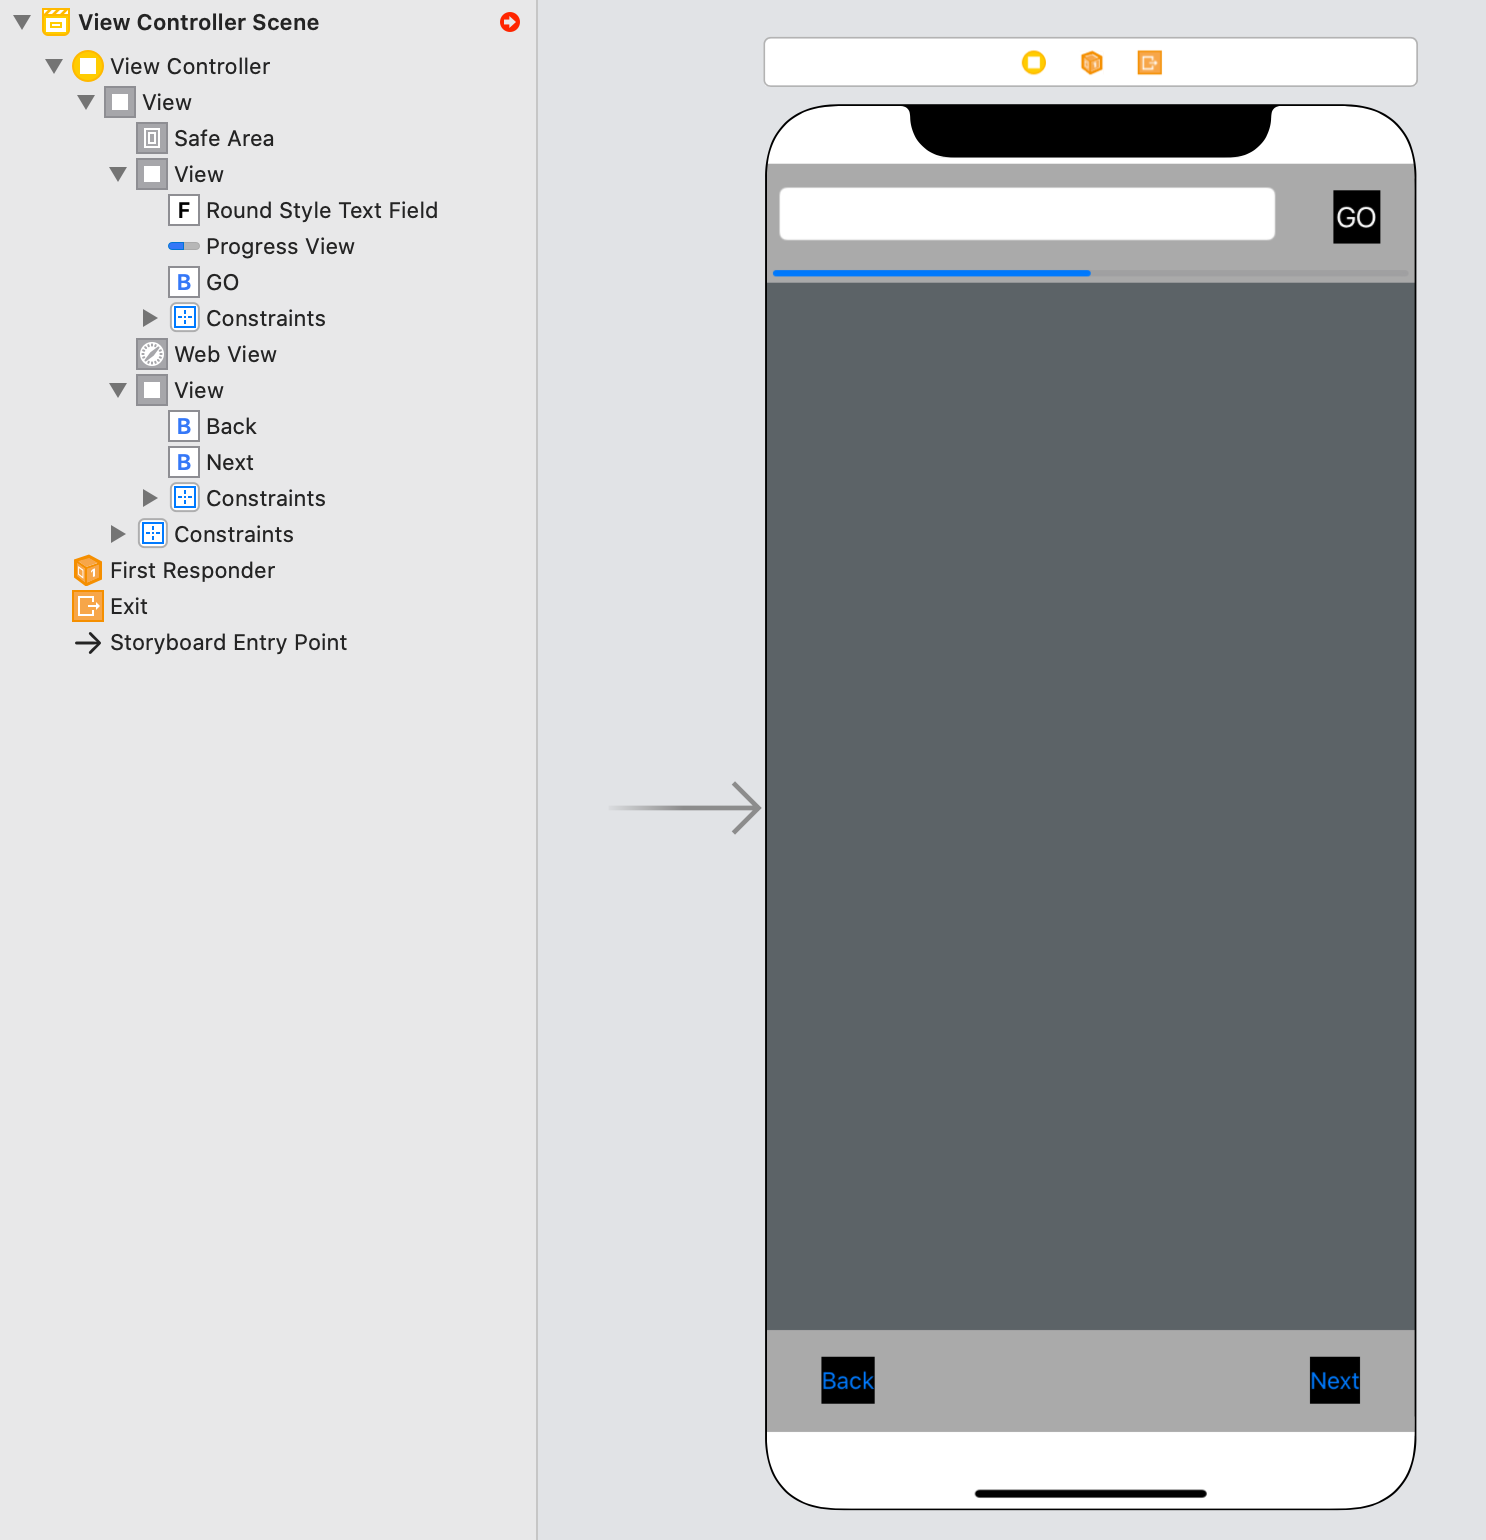 View Controller Scene
View Controller
View
Safe Area
View
F Round Style Text Field
Progress View
B GO
Constraints
Web View
View
B Back
B Next
Constraints
Constraints
First Responder
Exit
Storyboard Entry Point
GO
Back
Next